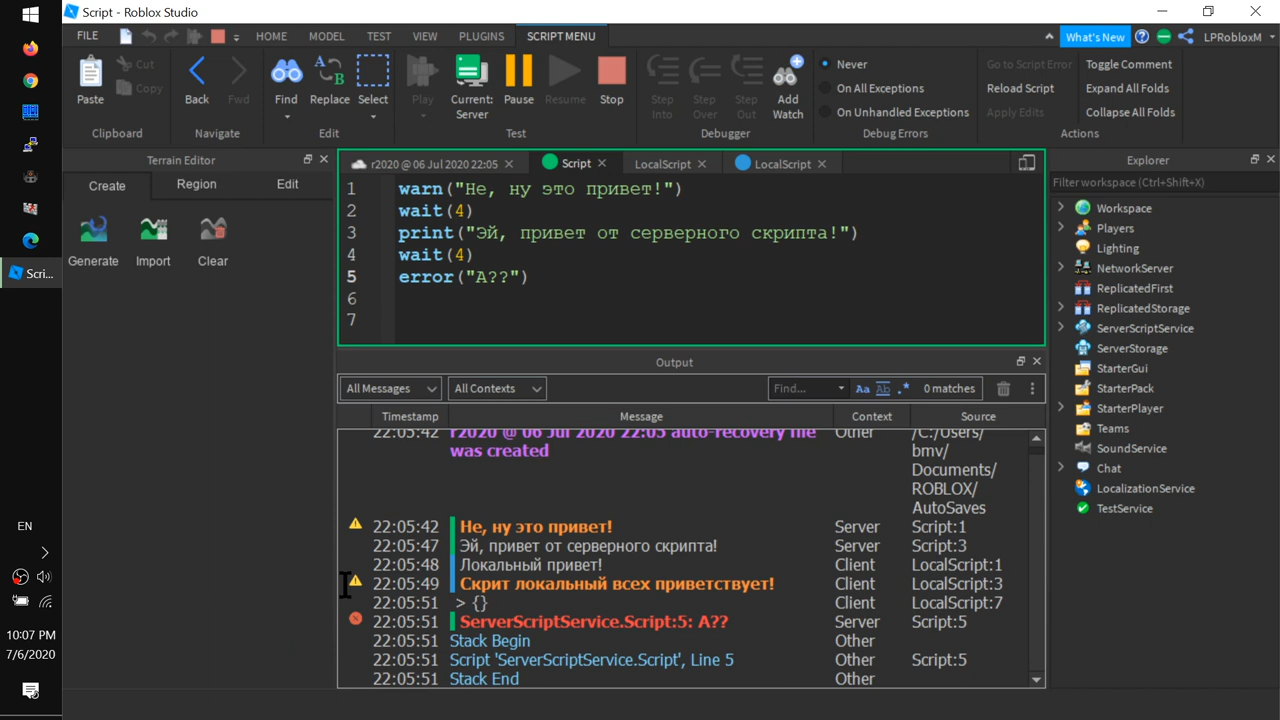 Script - Roblox Studio
FILE HOME MODEL TEST VIEW PLUGINS SCRIPT MENU What's New LPRobloxM
Paste Cut Copy Back Fwd Find Replace Select Play Current: Server Pause Resume Stop Step Into Step Over Step Out Add Watch Never On All Exceptions On Unhandled Exceptions Go to Script Error Reload Script Apply Edits Toggle Comment Expand All Folds Collapse All Folds
Clipboard Navigate Edit Test Debugger Debug Errors Actions
Terrain Editor
Create Region Edit
Generate Import Clear
r2020 @ 06 Jul 2020 22:05 Script LocalScript LocalScript
1 warn("Не, ну это привет!")
2 wait(4)
3 print("Эй, привет от серверного скрипта!")
4 wait(4)
5 error("А??")
6
7
Output
All Messages All Contexts Find... Aa Ab .* 0 matches
Timestamp Message Context Source
22:05:42 r2020 @ 06 Jul 2020 22:05 auto-recovery file was created Other /C:/Users/
bmv/
Documents/
ROBLOX/
AutoSaves
22:05:42 Не, ну это привет! Server Script:1
22:05:47 Эй, привет от серверного скрипта! Server Script:3
22:05:48 Локальный привет! Client LocalScript:1
22:05:49 Скрит локальный всех приветствует! Client LocalScript:3
22:05:51 > {} Client LocalScript:7
22:05:51 ServerScriptService.Script:5: А?? Server Script:5
22:05:51 Stack Begin Other
22:05:51 Script 'ServerScriptService.Script', Line 5 Other Script:5
22:05:51 Stack End Other
Explorer
Filter workspace (Ctrl+Shift+X)
Workspace
Players
Lighting
NetworkServer
ReplicatedFirst
ReplicatedStorage
ServerScriptService
ServerStorage
StarterGui
StarterPack
StarterPlayer
Teams
SoundService
Chat
LocalizationService
TestService
Scri...
EN
10:07 PM
7/6/2020